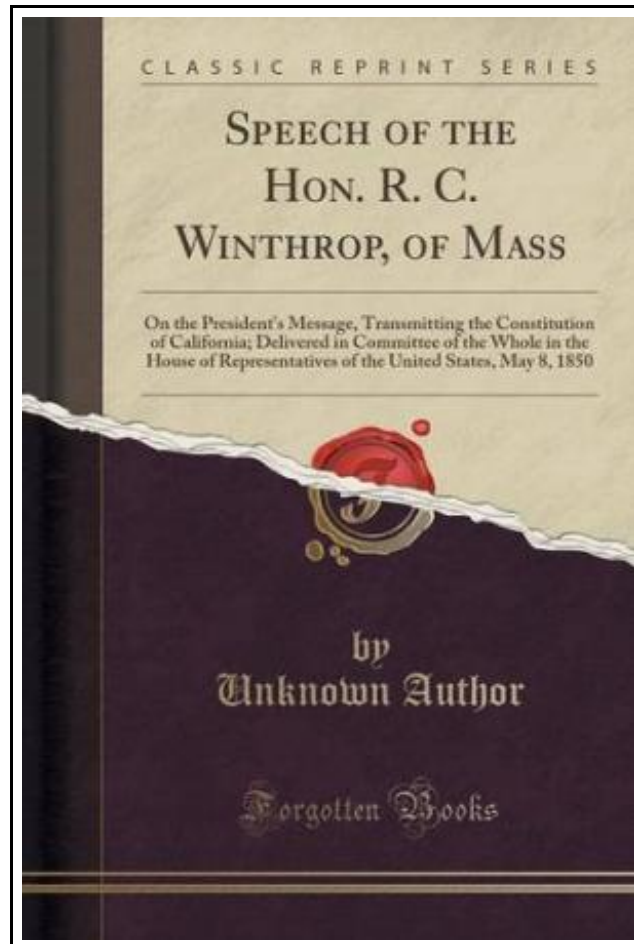 CLASSIC REPRINT SERIES
SPEECH OF THE
HON. R. C.
WINTHROP, OF MASS
On the President's Message, Transmitting the Constitution
of California; Delivered in Committee of the Whole in the
House of Representatives of the United States, May 8, 1850
by
Unknown Author
Forgotten Books